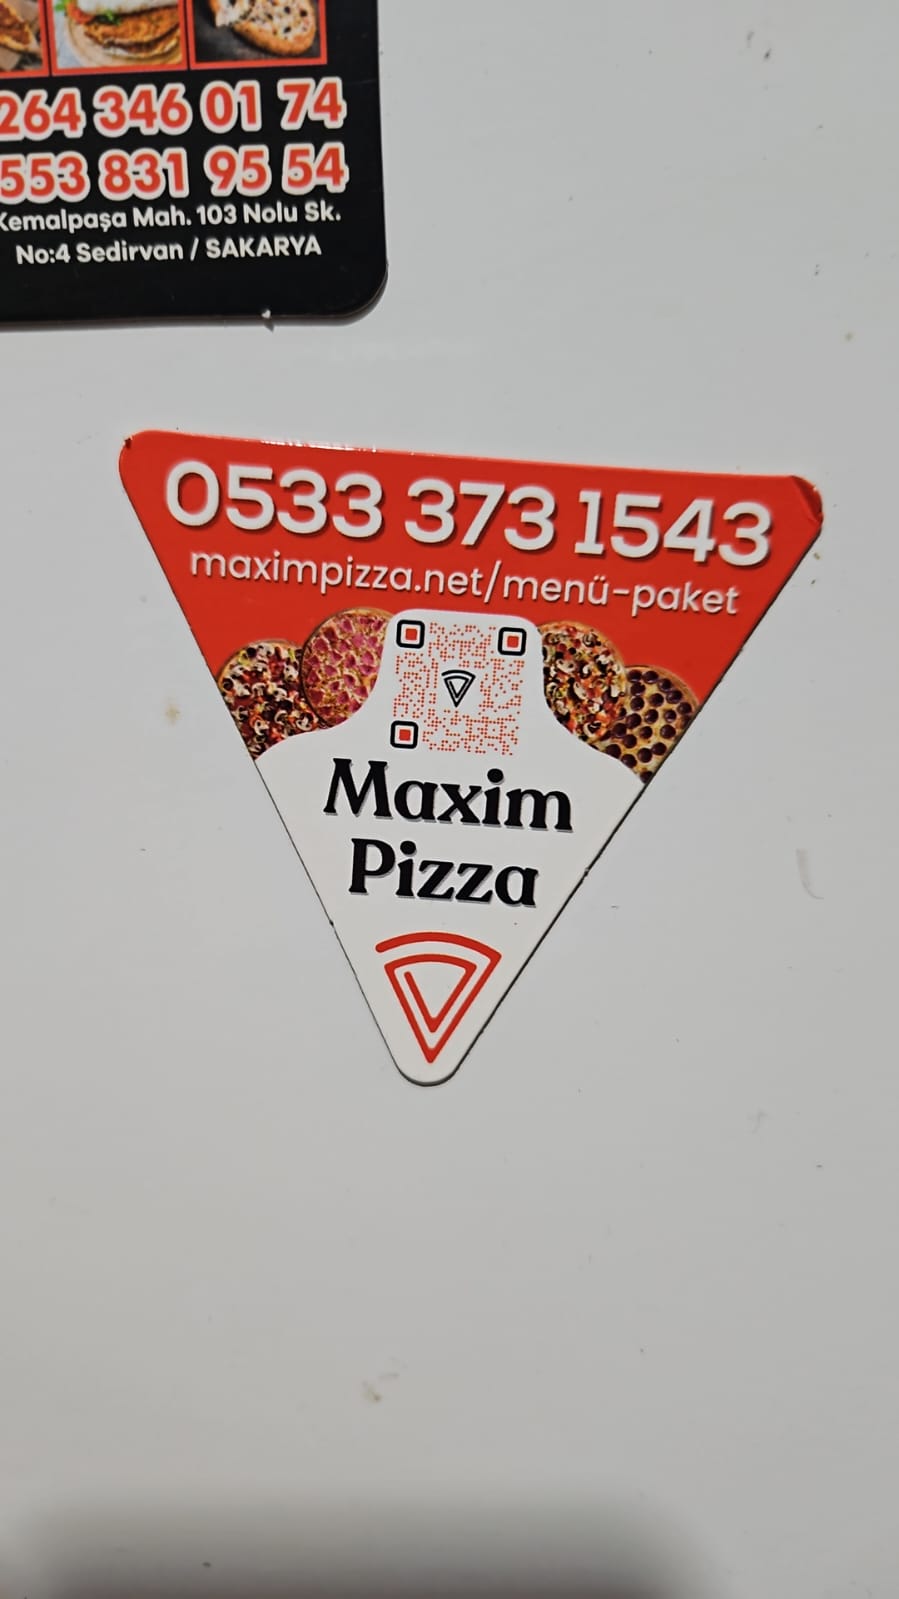 264 346 01 74
553 831 95 54
Kemalpaşa Mah. 103 Nolu Sk.
No:4 Sedirvan / SAKARYA
0533 373 1543
maximpizza.net/menü-paket
Maxim
Pizza